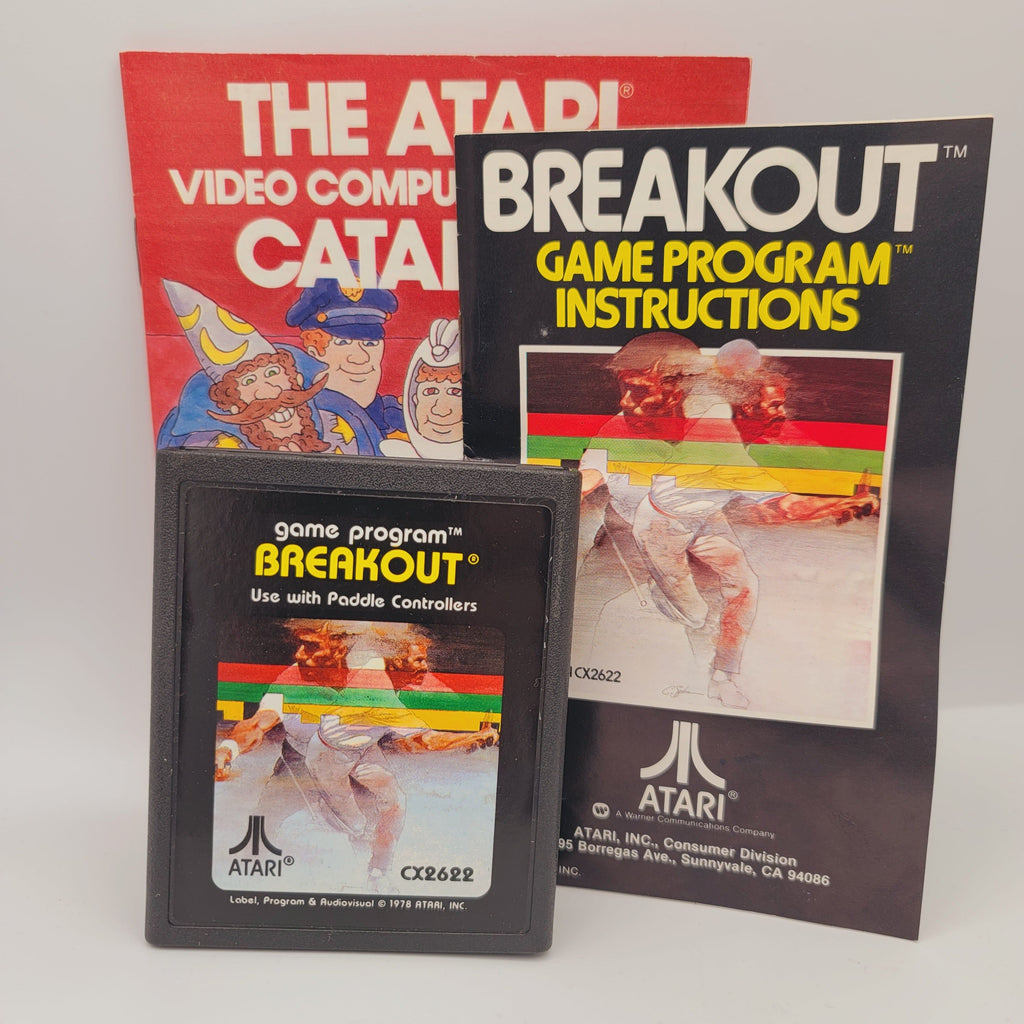 THE ATARI®
VIDEO COMPU
CATAL
BREAKOUT™
GAME PROGRAM™
INSTRUCTIONS
CX2622
ATARI®
A Warner Communications Company
ATARI, INC., Consumer Division
95 Borregas Ave., Sunnyvale, CA 94086
INC.
game program™
BREAKOUT®
Use with Paddle Controllers
ATARI®
CX2622
Label, Program & Audiovisual © 1978 ATARI, INC.